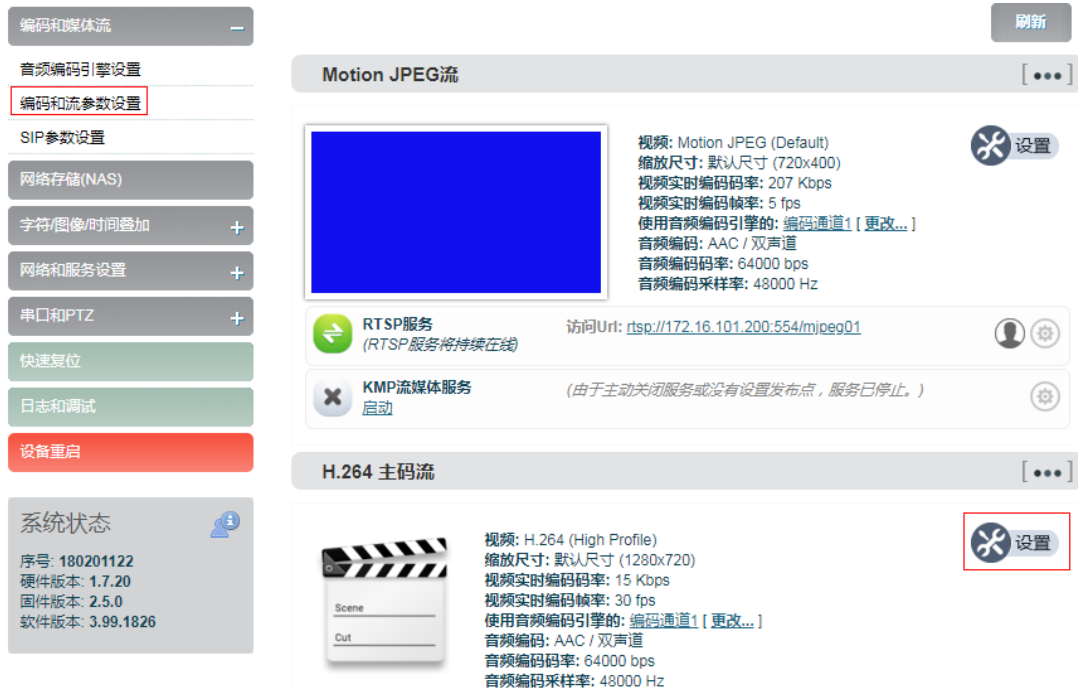 编码和媒体流
音频编码引擎设置
编码和流参数设置
SIP参数设置
网络存储(NAS)
字符/图像/时间叠加
网络和服务设置
串口和PTZ
快速复位
日志和调试
设备重启
系统状态
序号: 180201122
硬件版本: 1.7.20
固件版本: 2.5.0
软件版本: 3.99.1826
刷新
Motion JPEG流
[•••]
视频: Motion JPEG (Default)
缩放尺寸: 默认尺寸 (720x400)
视频实时编码码率: 207 Kbps
视频实时编码帧率: 5 fps
使用音频编码引擎的: 编码通道1 [ 更改... ]
音频编码: AAC / 双声道
音频编码码率: 64000 bps
音频编码采样率: 48000 Hz
设置
RTSP服务
(RTSP服务将持续在线)
访问Url: rtsp://172.16.101.200:554/mjpeg01
KMP流媒体服务
启动
(由于主动关闭服务或没有设置发布点，服务已停止。)
H.264 主码流
[•••]
Scene
Cut
视频: H.264 (High Profile)
缩放尺寸: 默认尺寸 (1280x720)
视频实时编码码率: 15 Kbps
视频实时编码帧率: 30 fps
使用音频编码引擎的: 编码通道1 [ 更改... ]
音频编码: AAC / 双声道
音频编码码率: 64000 bps
音频编码采样率: 48000 Hz
设置